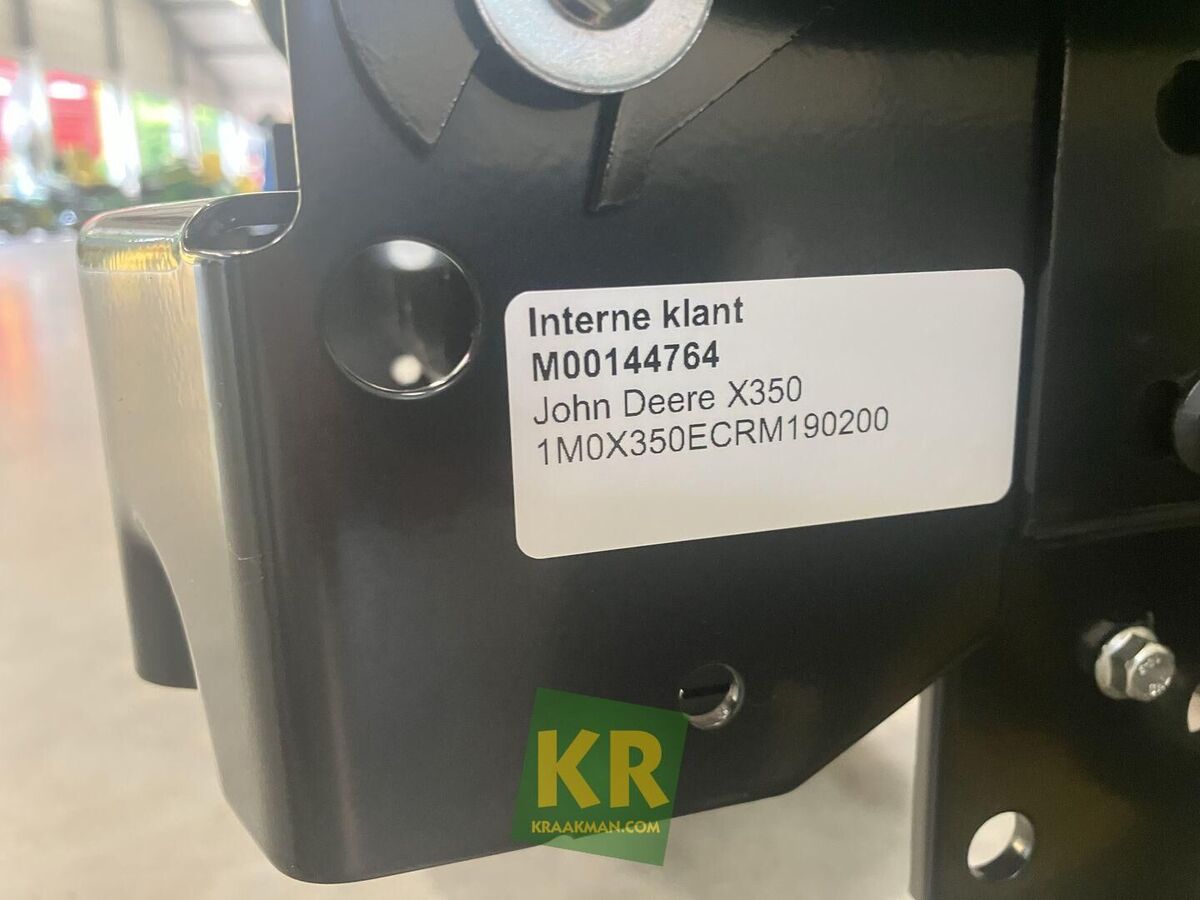 Interne klant
M00144764
John Deere X350
1M0X350ECRM190200
KR
KRAAKMAN.COM